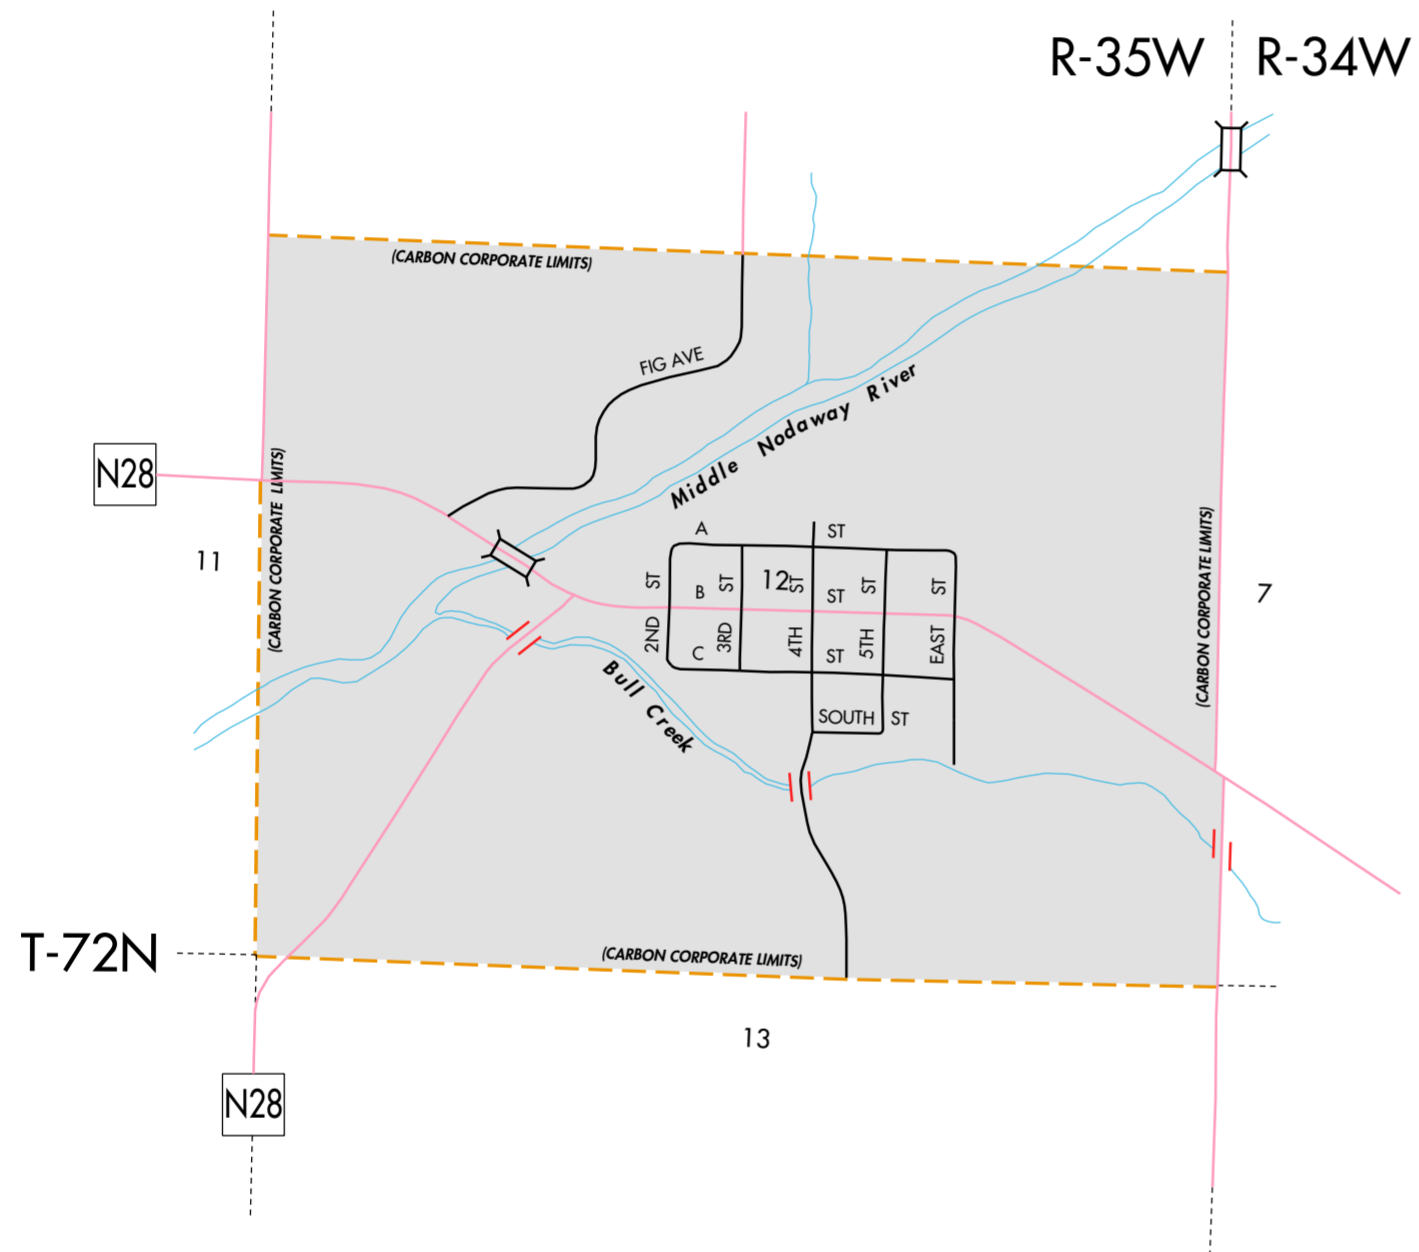 R-35W R-34W
(CARBON CORPORATE LIMITS)
FIG AVE
Middle Nodaway River
N28
(CARBON CORPORATE LIMITS)
11
A ST
12
2ND ST
3RD ST
4TH ST
5TH ST
EAST ST
B ST
C ST
SOUTH ST
(CARBON CORPORATE LIMITS)
7
Bull Creek
T-72N
(CARBON CORPORATE LIMITS)
13
N28